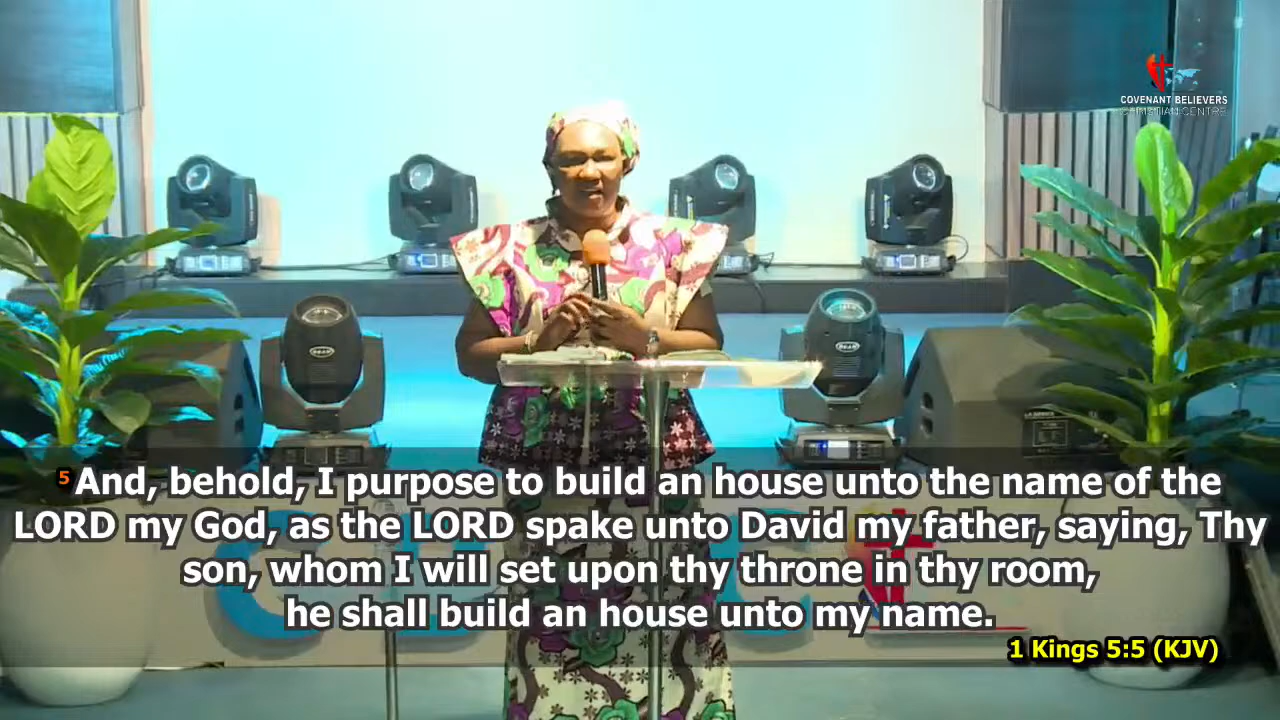 COVENANT BELIEVERS
CHRISTIAN CENTRE
5 And, behold, I purpose to build an house unto the name of the
LORD my God, as the LORD spake unto David my father, saying, Thy
son, whom I will set upon thy throne in thy room,
he shall build an house unto my name.
1 Kings 5:5 (KJV)